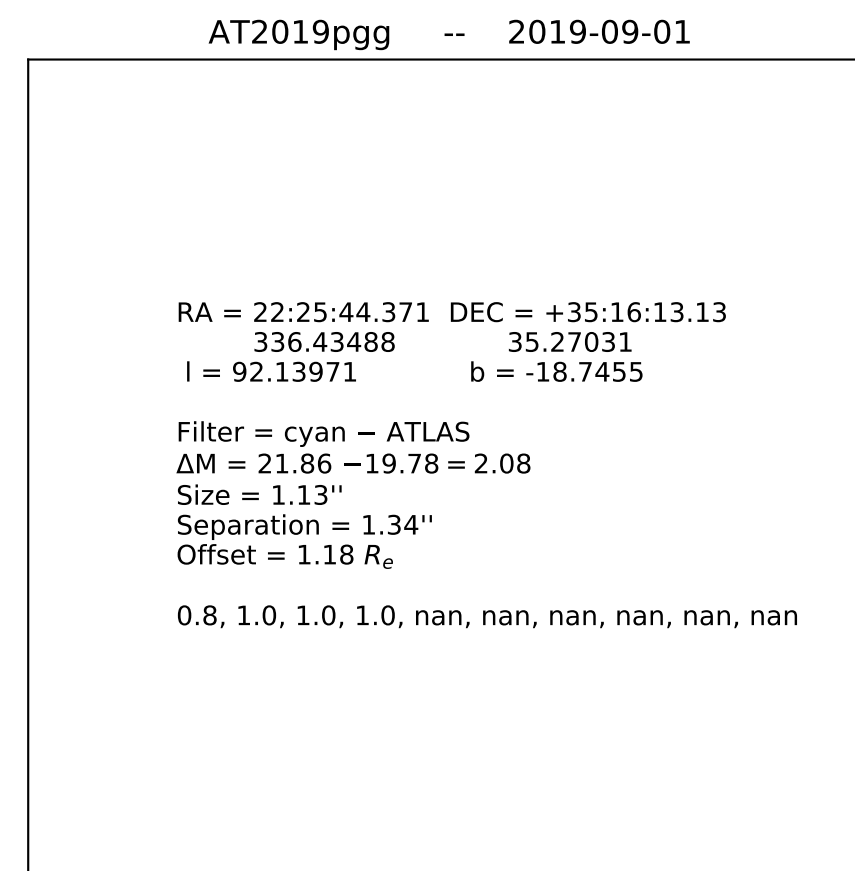 AT2019pgg -- 2019-09-01
RA = 22:25:44.371 DEC = +35:16:13.13
336.43488 35.27031
l = 92.13971 b = -18.7455
Filter = cyan − ATLAS
ΔM = 21.86 −19.78 = 2.08
Size = 1.13''
Separation = 1.34''
Offset = 1.18 Rₑ
0.8, 1.0, 1.0, 1.0, nan, nan, nan, nan, nan, nan